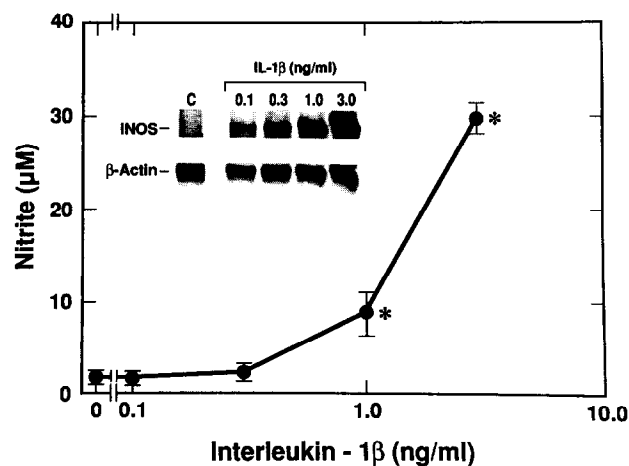 40
30
20
10
0
Nitrite (µM)
IL-1β (ng/ml)
C 0.1 0.3 1.0 3.0
INOS–
β-Actin–
*
*
0 0.1 1.0 10.0
Interleukin - 1β (ng/ml)